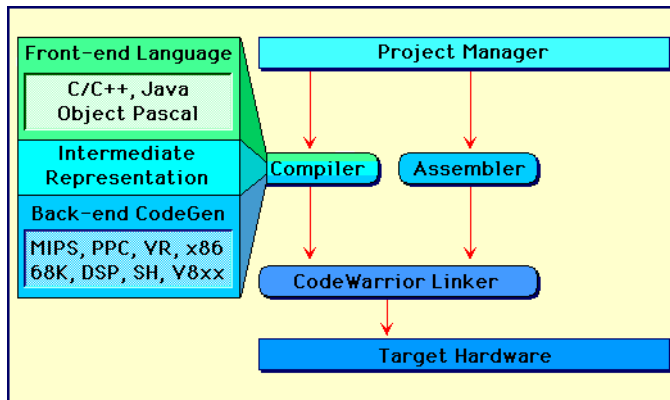 Front-end Language
C/C++, Java
Object Pascal
Intermediate
Representation
Back-end CodeGen
MIPS, PPC, VR, x86
68K, DSP, SH, V8xx
Project Manager
Compiler
Assembler
CodeWarrior Linker
Target Hardware